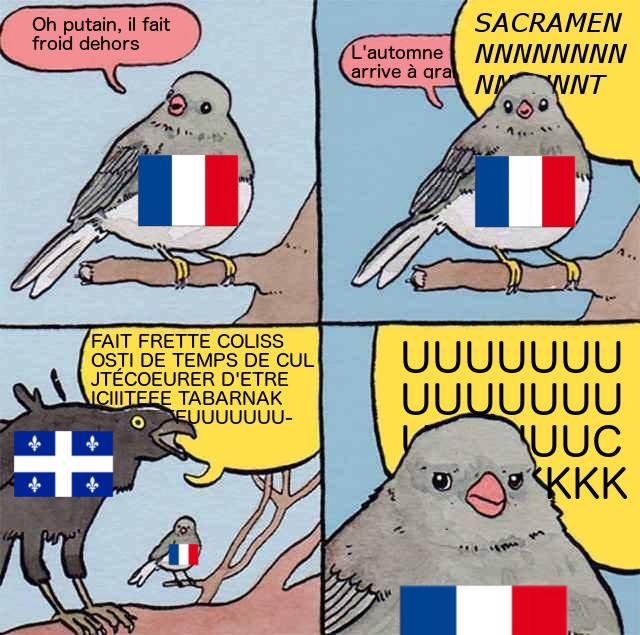 Oh putain, il fait
froid dehors
L'automne
arrive à gra
SACRAMEN
NNNNNNNN
NNT
FAIT FRETTE COLISS
OSTI DE TEMPS DE CUL
JTÉCOEURER D'ETRE
ICIIITEEE TABARNAK
EUUUUUUU-
UUUUUUU
UUUUUUU
UUC
KKK